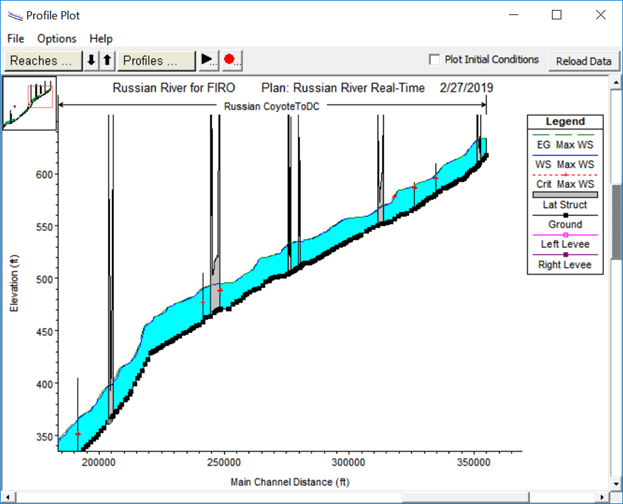 Profile Plot
File Options Help
Reaches ... Profiles ... Plot Initial Conditions Reload Data
Russian River for FIRO Plan: Russian River Real-Time 2/27/2019
Russian CoyoteToDC
Legend
EG Max WS
WS Max WS
Crit Max WS
Lat Struct
Ground
Left Levee
Right Levee
600
550
500
450
400
350
Elevation (ft)
200000 250000 300000 350000
Main Channel Distance (ft)